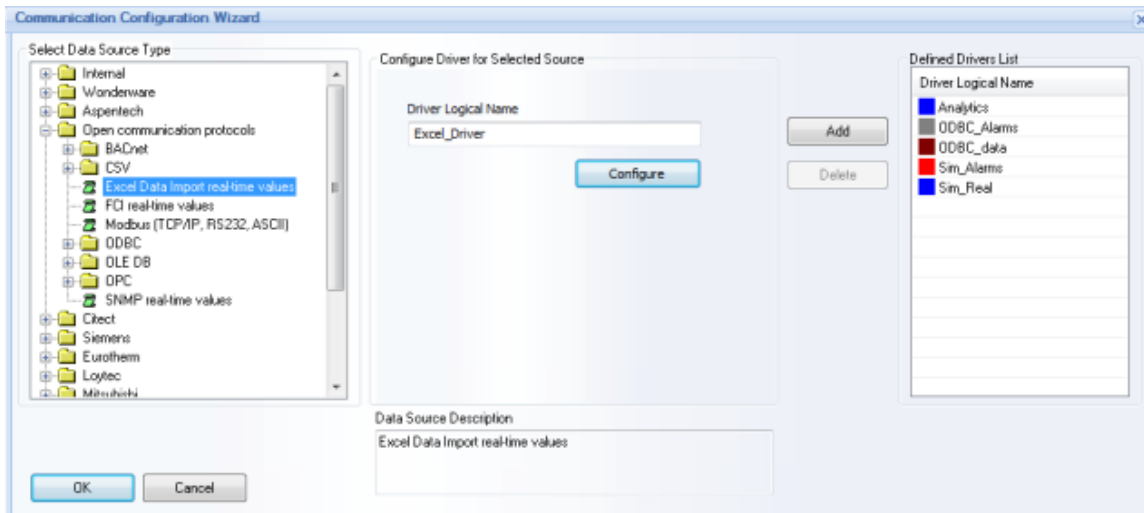 Communication Configuration Wizard
Select Data Source Type
Internal
Wonderware
Aspentech
Open communication protocols
BACnet
CSV
Excel Data Import real-time values
FCI real-time values
Modbus (TCP/IP, RS232, ASCII)
ODBC
OLE DB
OPC
SNMP real-time values
Citect
Siemens
Eurotherm
Loytec
Mitsubishi
OK
Cancel
Configure Driver for Selected Source
Driver Logical Name
Excel_Driver
Configure
Data Source Description
Excel Data Import real-time values
Add
Delete
Defined Drivers List
Driver Logical Name
Analytics
ODBC_Alarms
ODBC_data
Sim_Alarms
Sim_Real